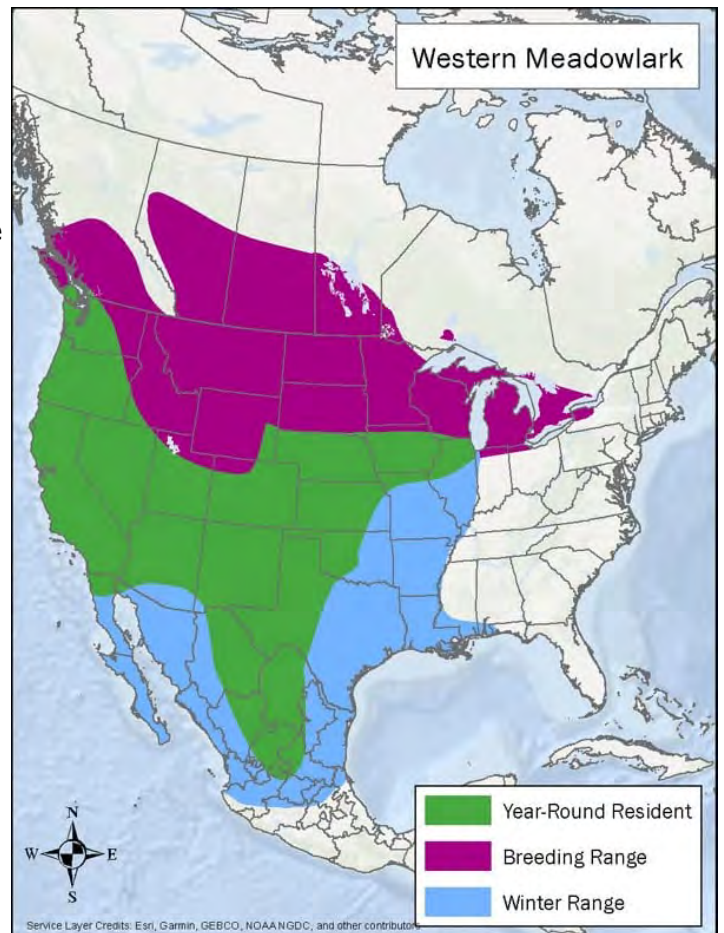 Western Meadowlark
e
N
W E
S
Year-Round Resident
Breeding Range
Winter Range
Service Layer Credits: Esri, Garmin, GEBCO, NOAA NGDC, and other contributors